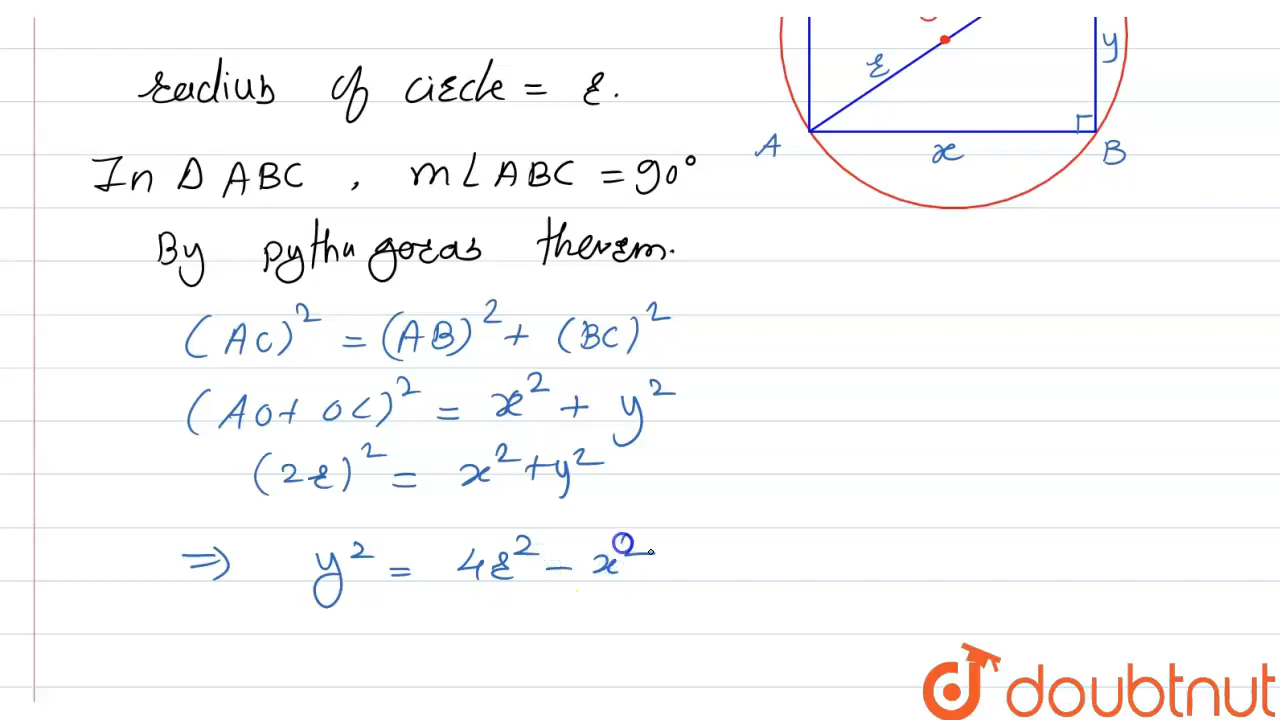 radius of circle = r.
In Δ ABC , m∠ABC = 90°
By pythagoras therem.
(AC)² = (AB)² + (BC)²
(AO + OC)² = x² + y²
(2r)² = x² + y²
⇒ y² = 4r² − x²
r
y
A
x
B
doubtnut